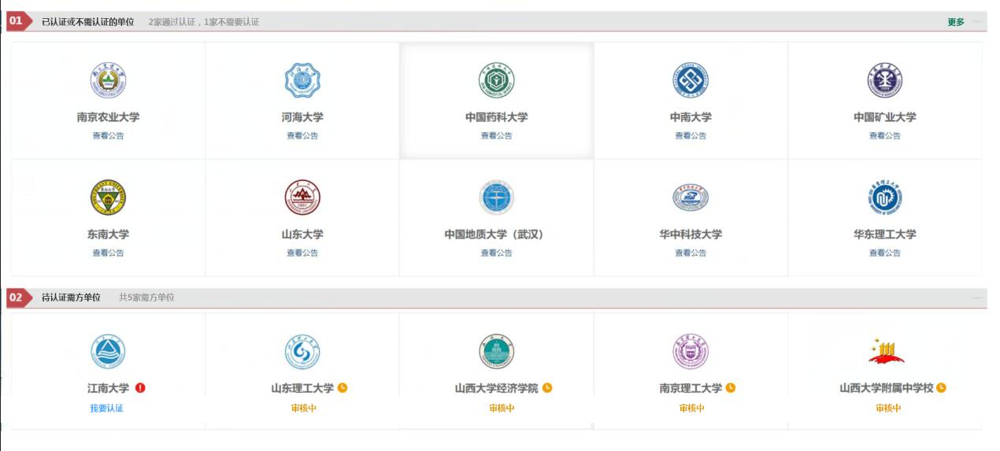 01 已认证或不需认证的单位 2家通过认证，1家不需要认证 更多
南京农业大学 河海大学 中国药科大学 中南大学 中国矿业大学
查看公告 查看公告 查看公告 查看公告 查看公告
东南大学 山东大学 中国地质大学（武汉） 华中科技大学 华东理工大学
查看公告 查看公告 查看公告 查看公告 查看公告
02 待认证需方单位 共5家需方单位
江南大学 山东理工大学 山西大学经济学院 南京理工大学 山西大学附属中学校
我要认证 审核中 审核中 审核中 审核中